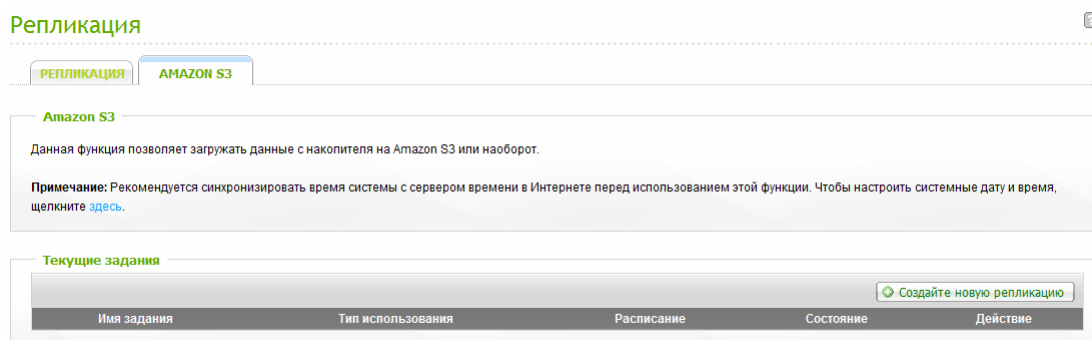 Репликация
РЕПЛИКАЦИЯ
AMAZON S3
Amazon S3
Данная функция позволяет загружать данные с накопителя на Amazon S3 или наоборот.
Примечание: Рекомендуется синхронизировать время системы с сервером времени в Интернете перед использованием этой функции. Чтобы настроить системные дату и время,
щелкните здесь.
Текущие задания
Создайте новую репликацию
Имя задания Тип использования Расписание Состояние Действие